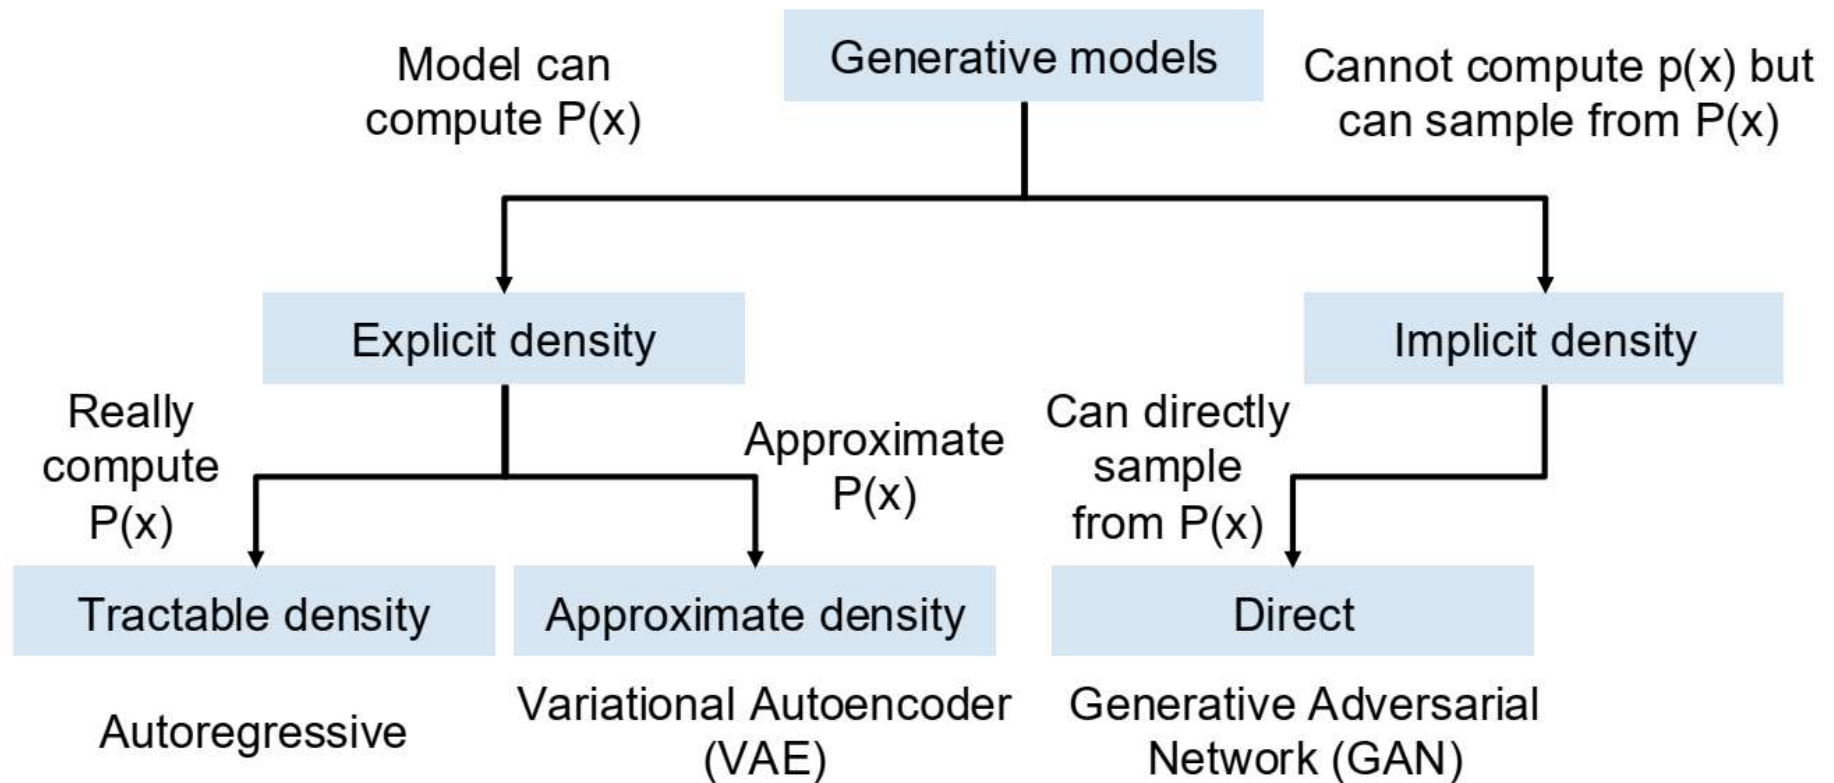 Generative models
Model can
compute P(x)
Cannot compute p(x) but
can sample from P(x)
Explicit density
Implicit density
Really
compute
P(x)
Approximate
P(x)
Can directly
sample
from P(x)
Tractable density
Approximate density
Direct
Autoregressive
Variational Autoencoder
(VAE)
Generative Adversarial
Network (GAN)